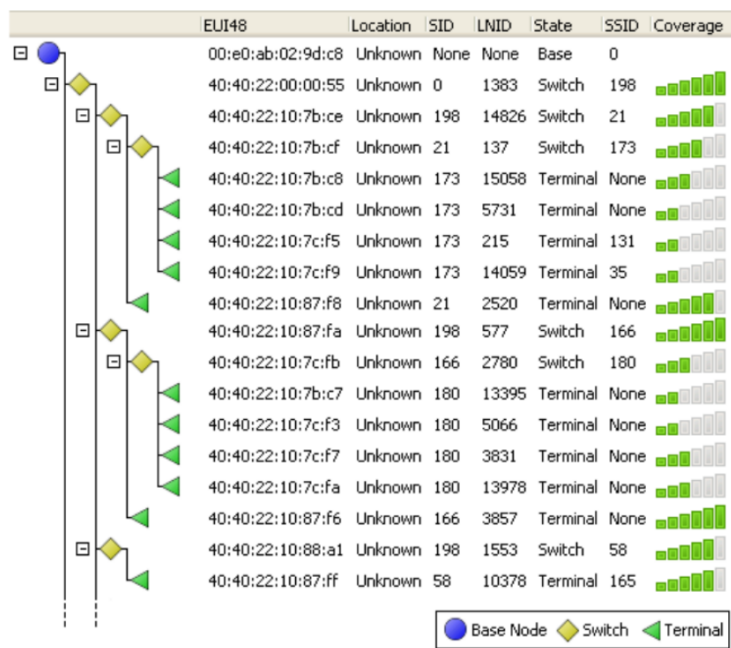 EUI48 Location SID LNID State SSID Coverage
00:e0:ab:02:9d:c8 Unknown None None Base 0
40:40:22:00:00:55 Unknown 0 1383 Switch 198
40:40:22:10:7b:ce Unknown 198 14826 Switch 21
40:40:22:10:7b:cf Unknown 21 137 Switch 173
40:40:22:10:7b:c8 Unknown 173 15058 Terminal None
40:40:22:10:7b:cd Unknown 173 5731 Terminal None
40:40:22:10:7c:f5 Unknown 173 215 Terminal 131
40:40:22:10:7c:f9 Unknown 173 14059 Terminal 35
40:40:22:10:87:f8 Unknown 21 2520 Terminal None
40:40:22:10:87:fa Unknown 198 577 Switch 166
40:40:22:10:7c:fb Unknown 166 2780 Switch 180
40:40:22:10:7b:c7 Unknown 180 13395 Terminal None
40:40:22:10:7c:f3 Unknown 180 5066 Terminal None
40:40:22:10:7c:f7 Unknown 180 3831 Terminal None
40:40:22:10:7c:fa Unknown 180 13978 Terminal None
40:40:22:10:87:f6 Unknown 166 3857 Terminal None
40:40:22:10:88:a1 Unknown 198 1553 Switch 58
40:40:22:10:87:ff Unknown 58 10378 Terminal 165
Base Node Switch Terminal